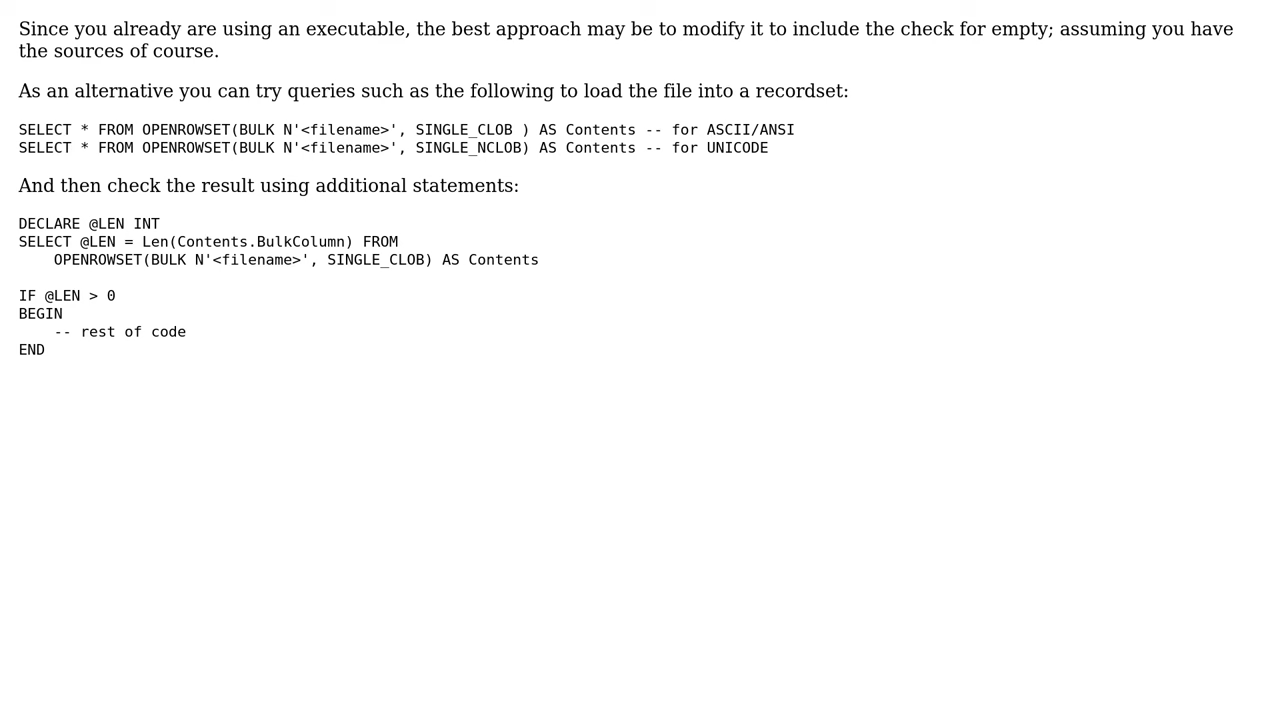 Since you already are using an executable, the best approach may be to modify it to include the check for empty; assuming you have
the sources of course.
As an alternative you can try queries such as the following to load the file into a recordset:
SELECT * FROM OPENROWSET(BULK N'<filename>', SINGLE_CLOB ) AS Contents -- for ASCII/ANSI
SELECT * FROM OPENROWSET(BULK N'<filename>', SINGLE_NCLOB) AS Contents -- for UNICODE
And then check the result using additional statements:
DECLARE @LEN INT
SELECT @LEN = Len(Contents.BulkColumn) FROM
    OPENROWSET(BULK N'<filename>', SINGLE_CLOB) AS Contents
IF @LEN > 0
BEGIN
    -- rest of code
END